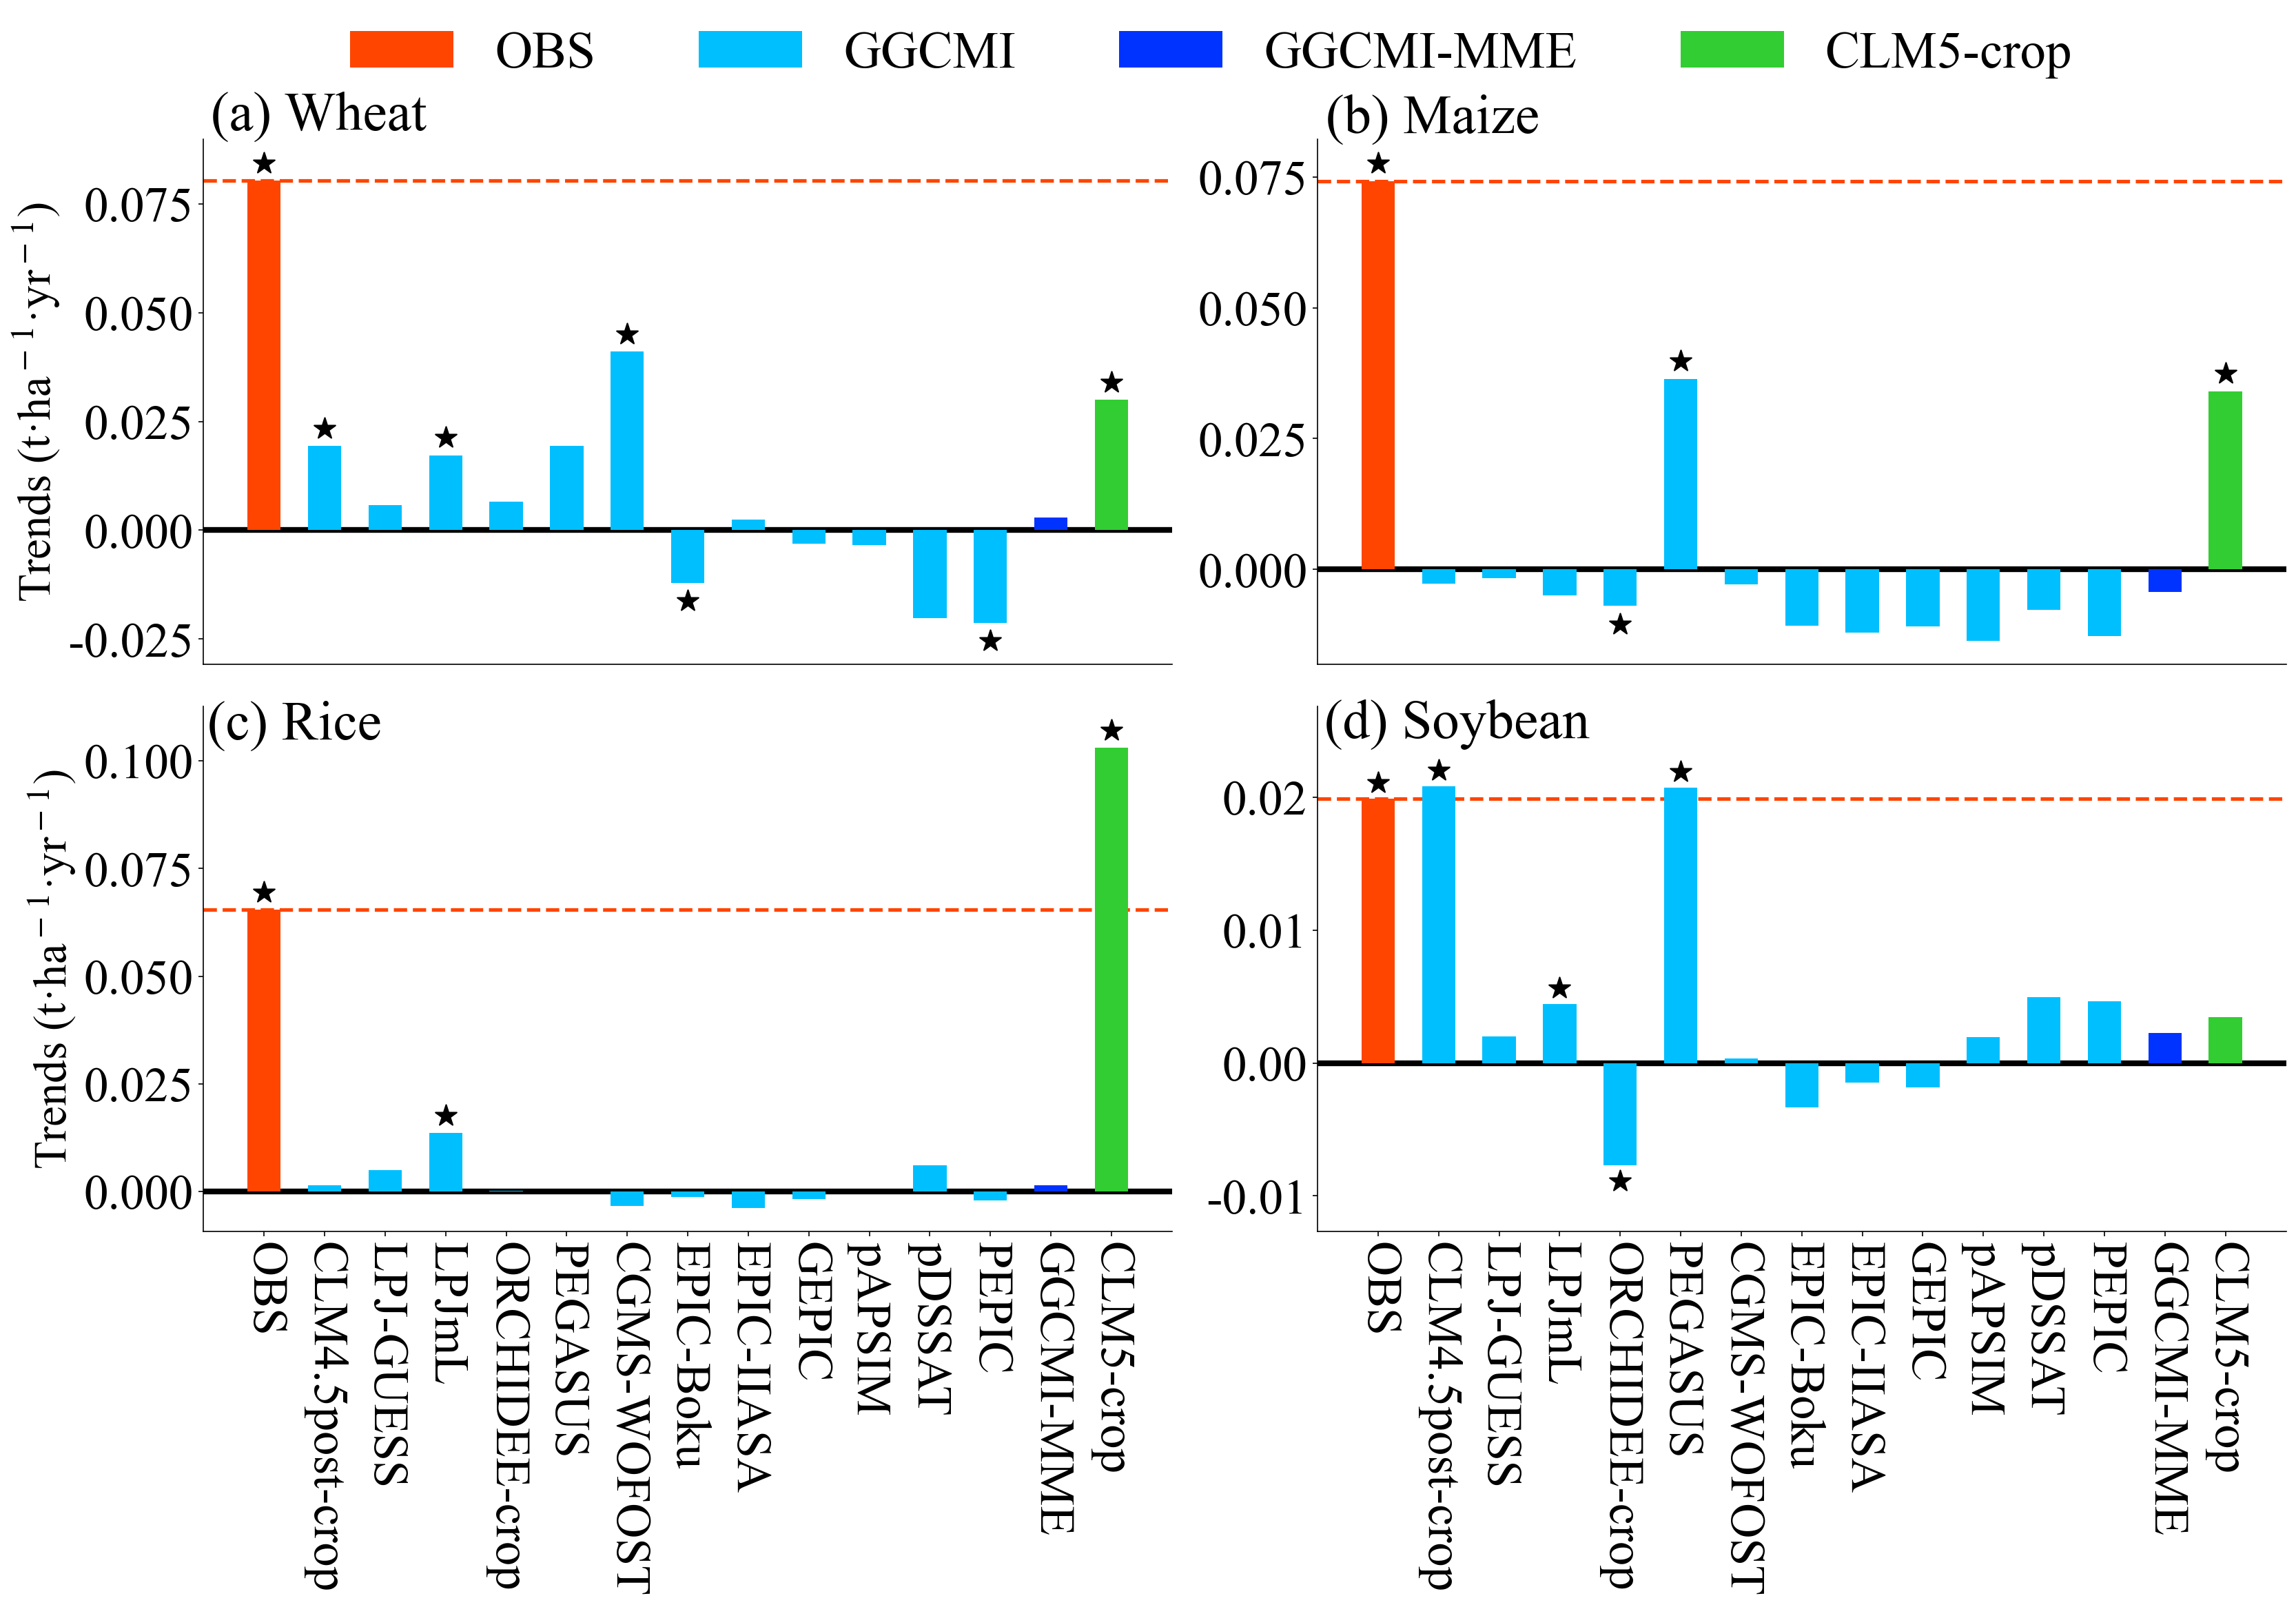 OBS GGCMI GGCMI-MME CLM5-crop
(a) Wheat
Trends (t·ha⁻¹·yr⁻¹)
0.075
0.050
0.025
0.000
-0.025
(b) Maize
0.075
0.050
0.025
0.000
(c) Rice
Trends (t·ha⁻¹·yr⁻¹)
0.100
0.075
0.050
0.025
0.000
OBS
CLM4.5post-crop
LPJ-GUESS
LPJmL
ORCHIDEE-crop
PEGASUS
CGMS-WOFOST
EPIC-Boku
EPIC-IIASA
GEPIC
pAPSIM
pDSSAT
PEPIC
GGCMI-MME
CLM5-crop
(d) Soybean
0.02
0.01
0.00
-0.01
OBS
CLM4.5post-crop
LPJ-GUESS
LPJmL
ORCHIDEE-crop
PEGASUS
CGMS-WOFOST
EPIC-Boku
EPIC-IIASA
GEPIC
pAPSIM
pDSSAT
PEPIC
GGCMI-MME
CLM5-crop